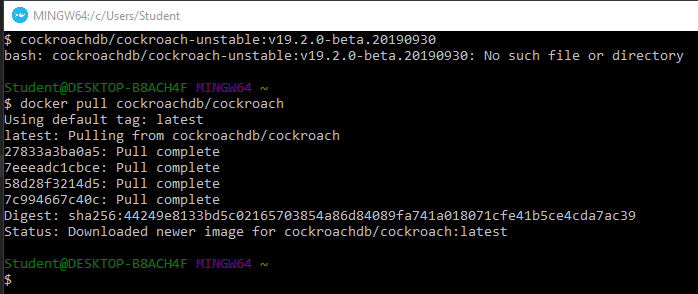 MINGW64:/c/Users/Student
$ cockroachdb/cockroach-unstable:v19.2.0-beta.20190930
bash: cockroachdb/cockroach-unstable:v19.2.0-beta.20190930: No such file or directory
Student@DESKTOP-B8ACH4F MINGW64 ~
$ docker pull cockroachdb/cockroach
Using default tag: latest
latest: Pulling from cockroachdb/cockroach
27833a3ba0a5: Pull complete
7eeeadc1cbce: Pull complete
58d28f3214d5: Pull complete
7c994667c40c: Pull complete
Digest: sha256:44249e8133bd5c02165703854a86d84089fa741a018071cfe41b5ce4cda7ac39
Status: Downloaded newer image for cockroachdb/cockroach:latest
Student@DESKTOP-B8ACH4F MINGW64 ~
$